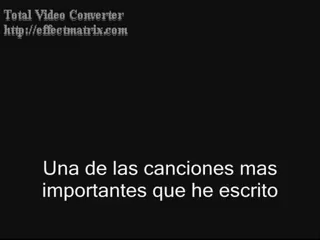 Total Video Converter
http://effectmatrix.com
Una de las canciones mas
importantes que he escrito